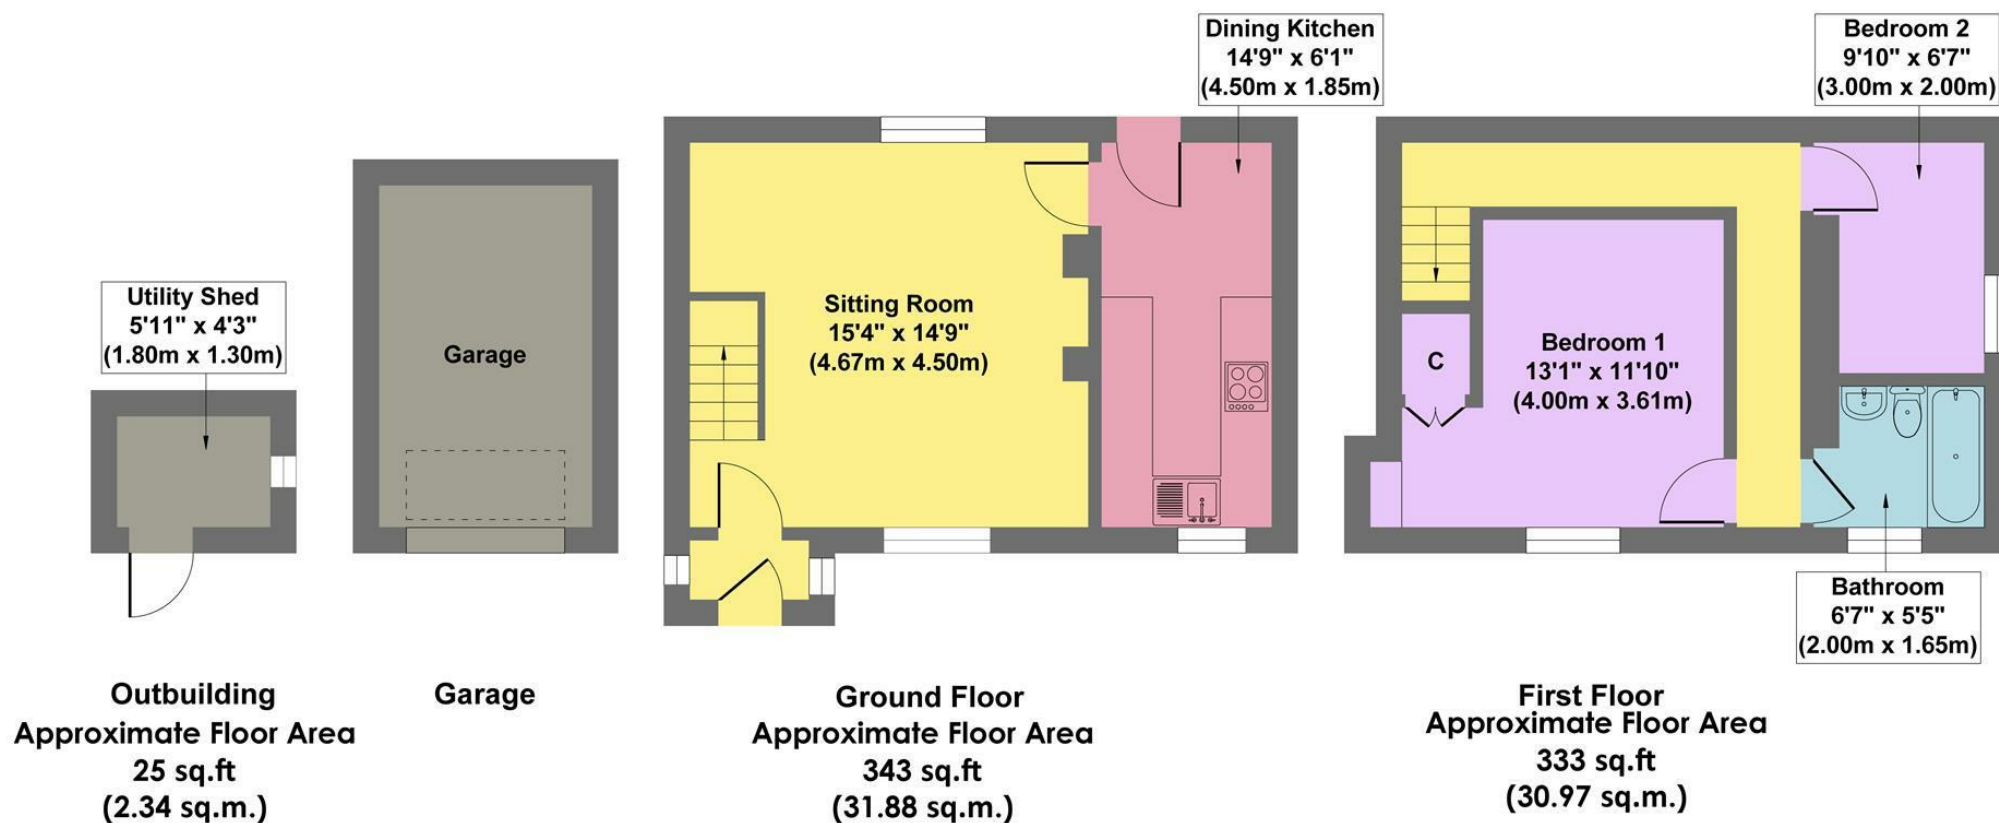 Utility Shed
5'11" x 4'3"
(1.80m x 1.30m)
Outbuilding
Approximate Floor Area
25 sq.ft
(2.34 sq.m.)
Garage
Garage
Dining Kitchen
14'9" x 6'1"
(4.50m x 1.85m)
Sitting Room
15'4" x 14'9"
(4.67m x 4.50m)
Ground Floor
Approximate Floor Area
343 sq.ft
(31.88 sq.m.)
Bedroom 2
9'10" x 6'7"
(3.00m x 2.00m)
C
Bedroom 1
13'1" x 11'10"
(4.00m x 3.61m)
Bathroom
6'7" x 5'5"
(2.00m x 1.65m)
First Floor
Approximate Floor Area
333 sq.ft
(30.97 sq.m.)